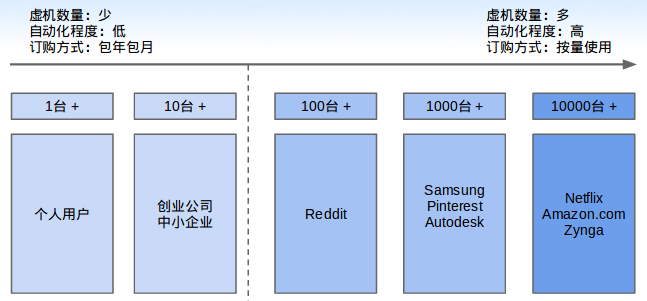 虚机数量：少
自动化程度：低
订购方式：包年包月
虚机数量：多
自动化程度：高
订购方式：按量使用
1台 +
10台 +
100台 +
1000台 +
10000台 +
个人用户
创业公司
中小企业
Reddit
Samsung
Pinterest
Autodesk
Netflix
Amazon.com
Zynga